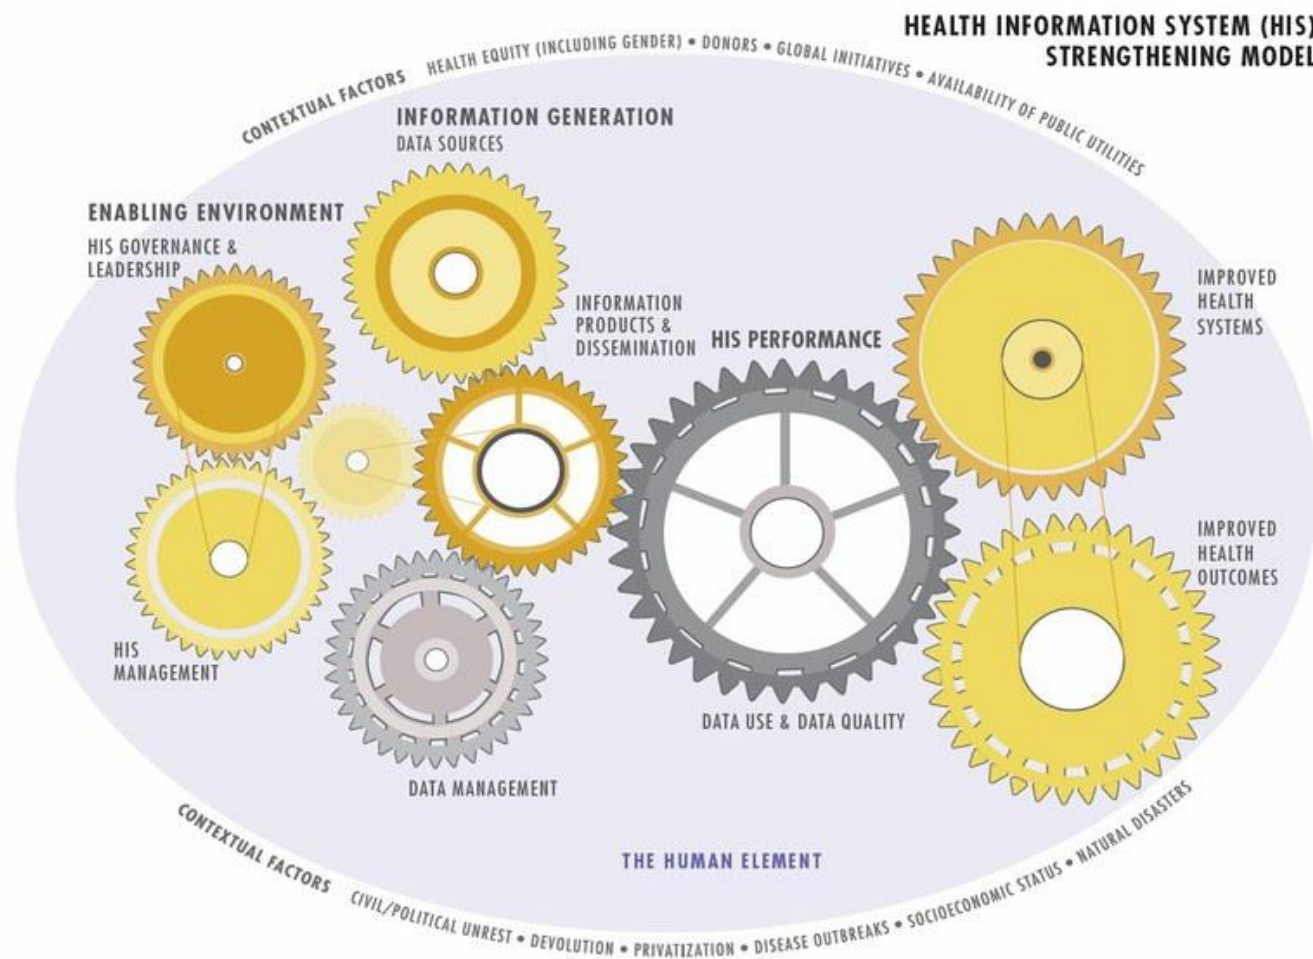 HEALTH INFORMATION SYSTEM (HIS)
STRENGTHENING MODEL
CONTEXTUAL FACTORS HEALTH EQUITY (INCLUDING GENDER) • DONORS • GLOBAL INITIATIVES • AVAILABILITY OF PUBLIC UTILITIES
INFORMATION GENERATION
DATA SOURCES
ENABLING ENVIRONMENT
HIS GOVERNANCE &
LEADERSHIP
INFORMATION
PRODUCTS &
DISSEMINATION
HIS PERFORMANCE
IMPROVED
HEALTH
SYSTEMS
IMPROVED
HEALTH
OUTCOMES
HIS
MANAGEMENT
DATA USE & DATA QUALITY
DATA MANAGEMENT
THE HUMAN ELEMENT
CONTEXTUAL FACTORS CIVIL/POLITICAL UNREST • DEVOLUTION • PRIVATIZATION • DISEASE OUTBREAKS • SOCIOECONOMIC STATUS • NATURAL DISASTERS